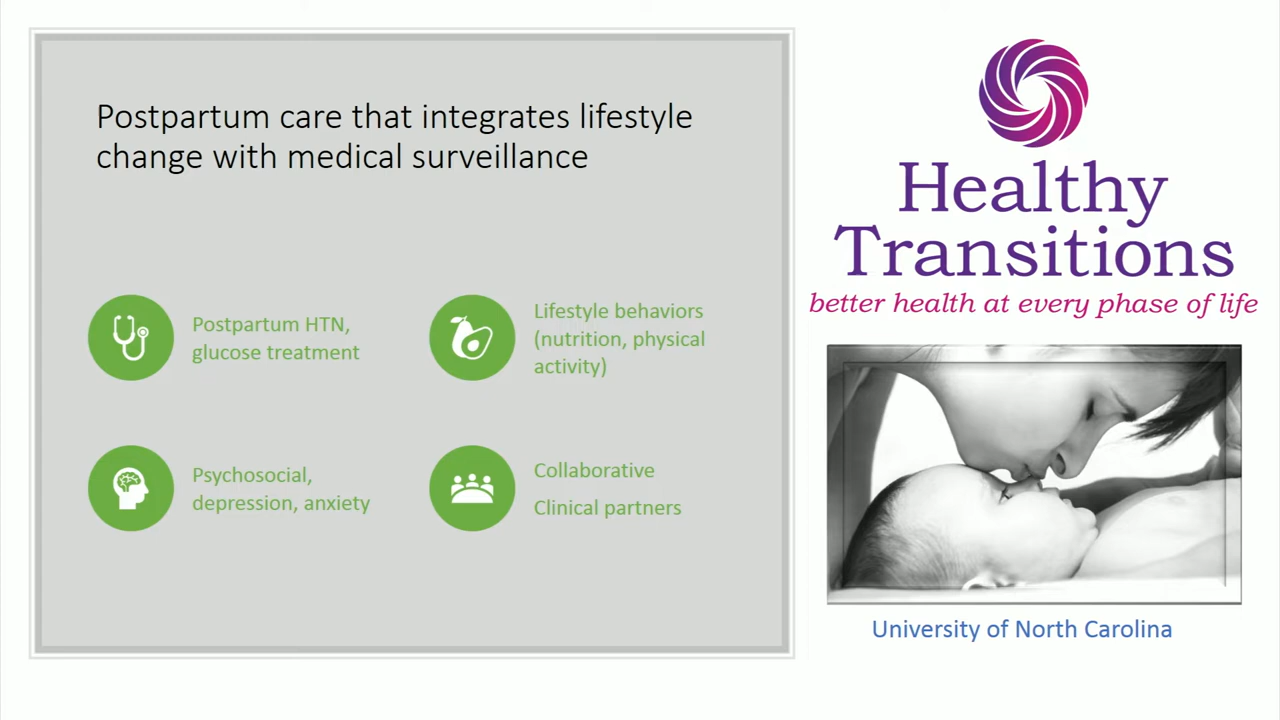 Postpartum care that integrates lifestyle
change with medical surveillance
Postpartum HTN,
glucose treatment
Lifestyle behaviors
(nutrition, physical
activity)
Psychosocial,
depression, anxiety
Collaborative
Clinical partners
Healthy
Transitions
better health at every phase of life
University of North Carolina